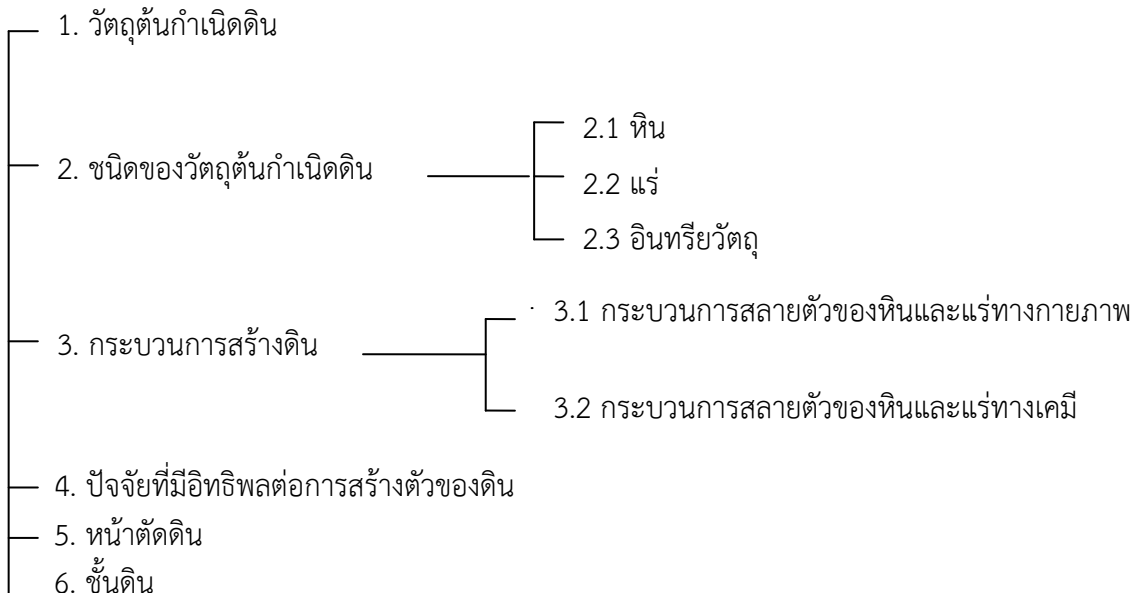 1. วัตถุต้นกำเนิดดิน
2. ชนิดของวัตถุต้นกำเนิดดิน
2.1 หิน
2.2 แร่
2.3 อินทรียวัตถุ
3. กระบวนการสร้างดิน
3.1 กระบวนการสลายตัวของหินและแร่ทางกายภาพ
3.2 กระบวนการสลายตัวของหินและแร่ทางเคมี
4. ปัจจัยที่มีอิทธิพลต่อการสร้างตัวของดิน
5. หน้าตัดดิน
6. ชั้นดิน